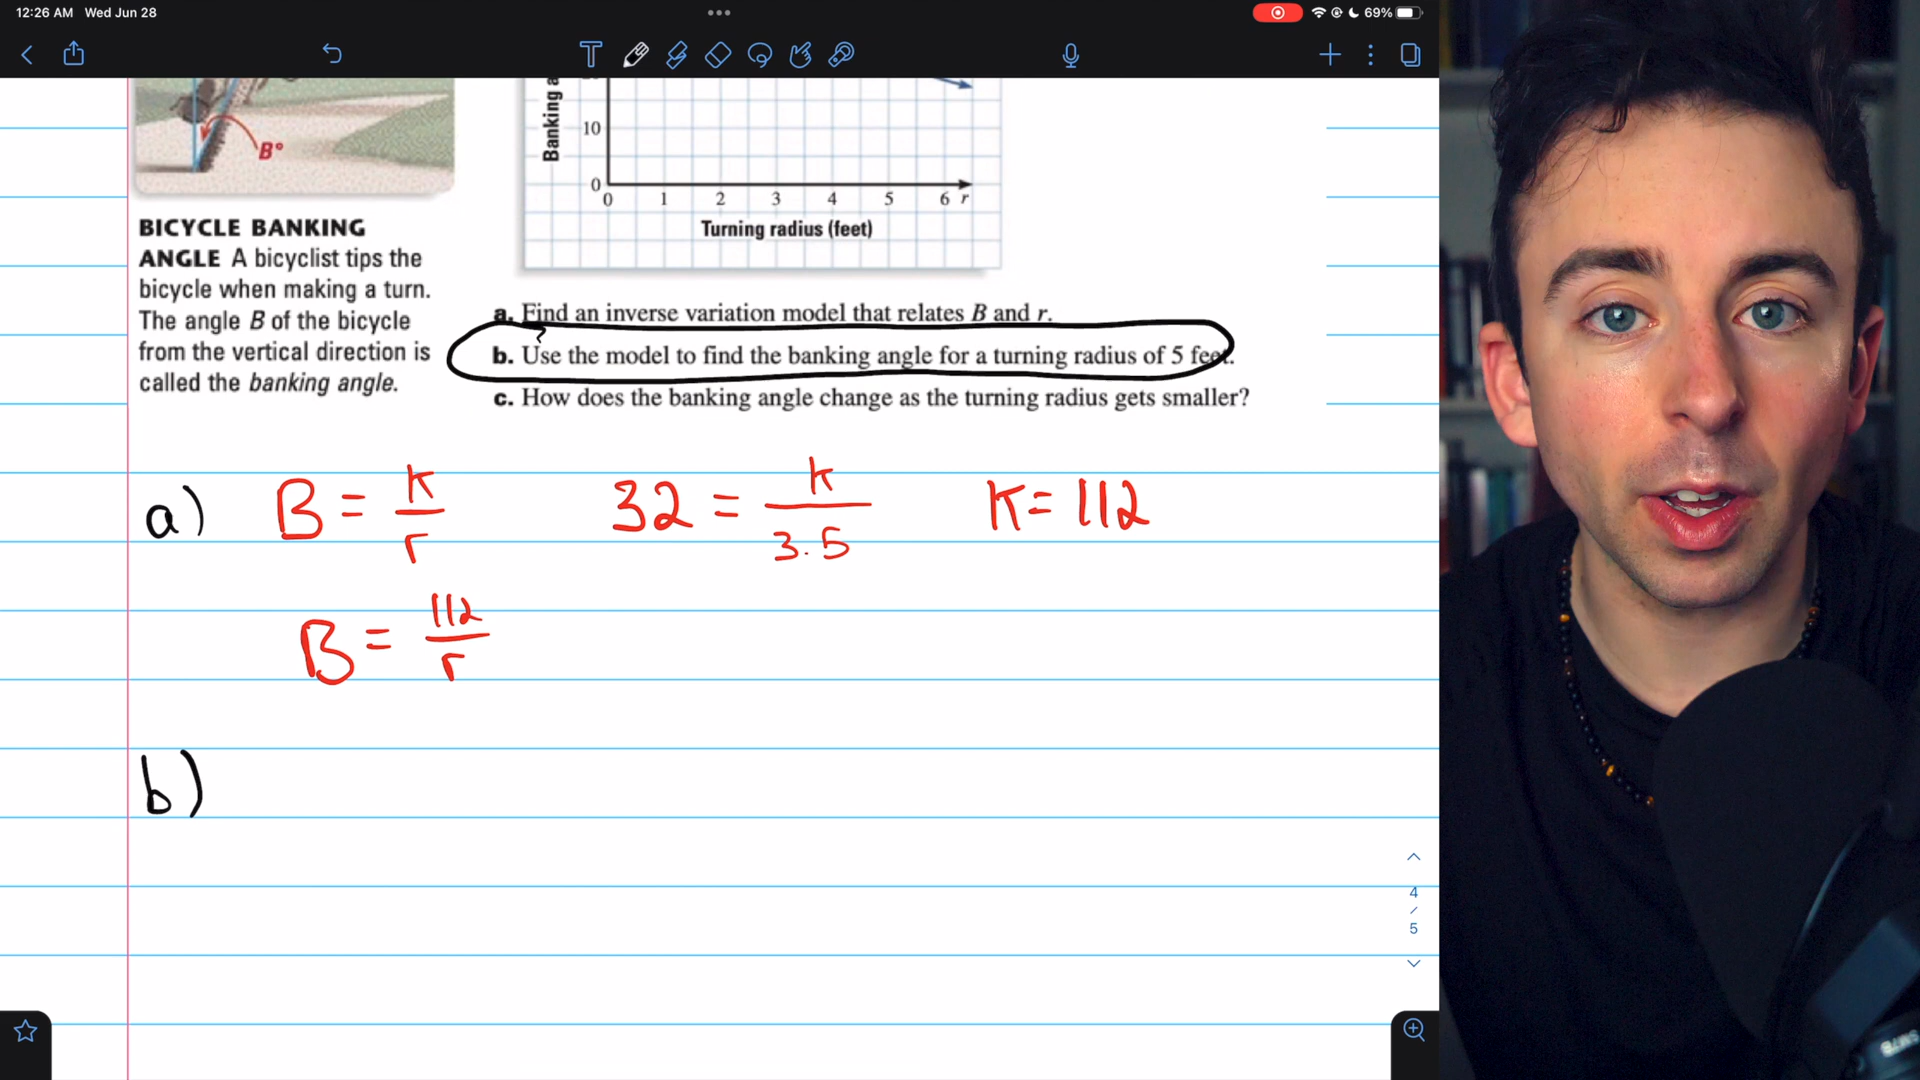 12:26 AM Wed Jun 28
69%
Banking a
10
0
0 1 2 3 4 5 6 r
Turning radius (feet)
B°
BICYCLE BANKING
ANGLE A bicyclist tips the
bicycle when making a turn.
The angle B of the bicycle
from the vertical direction is
called the banking angle.
a. Find an inverse variation model that relates B and r.
b. Use the model to find the banking angle for a turning radius of 5 feet.
c. How does the banking angle change as the turning radius gets smaller?
a) B = k/r 32 = k/3.5 K = 112
B = 112/r
b)
4
/
5